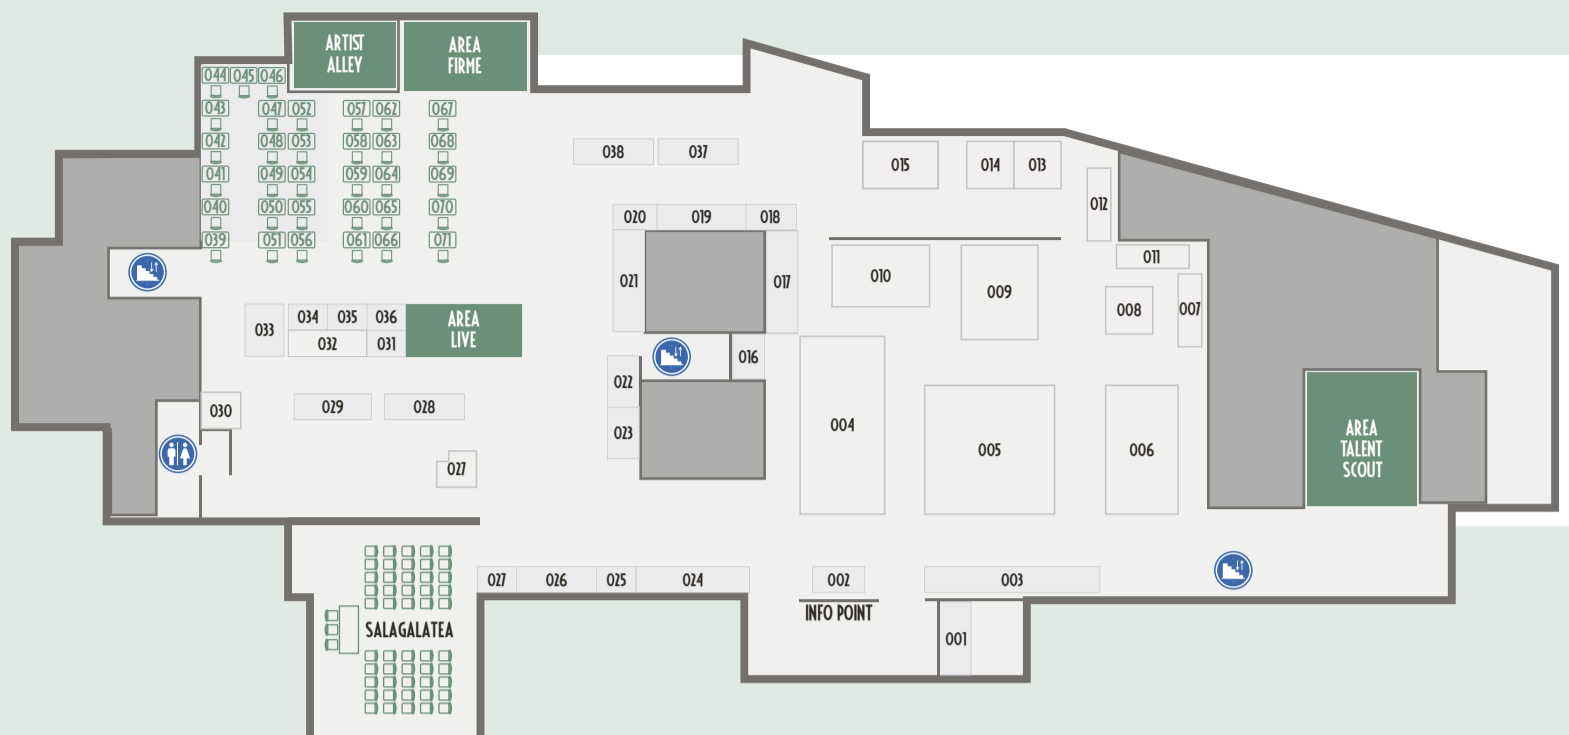 ARTIST
ALLEY
AREA
FIRME
044 045 046
043 047 052 057 062 067
042 048 053 058 063 068
041 049 054 059 064 069
040 050 055 060 065 070
039 051 056 061 066 071
038 037
015 014 013
012
020 019 018
021 017
011
010 009 008 007
033 034 035 036
032 031
AREA
LIVE
016
022
023
030 029 028
027
004 005 006
AREA
TALENT
SCOUT
027 026 025 024
002 003
INFO POINT
SALAGALATEA
001